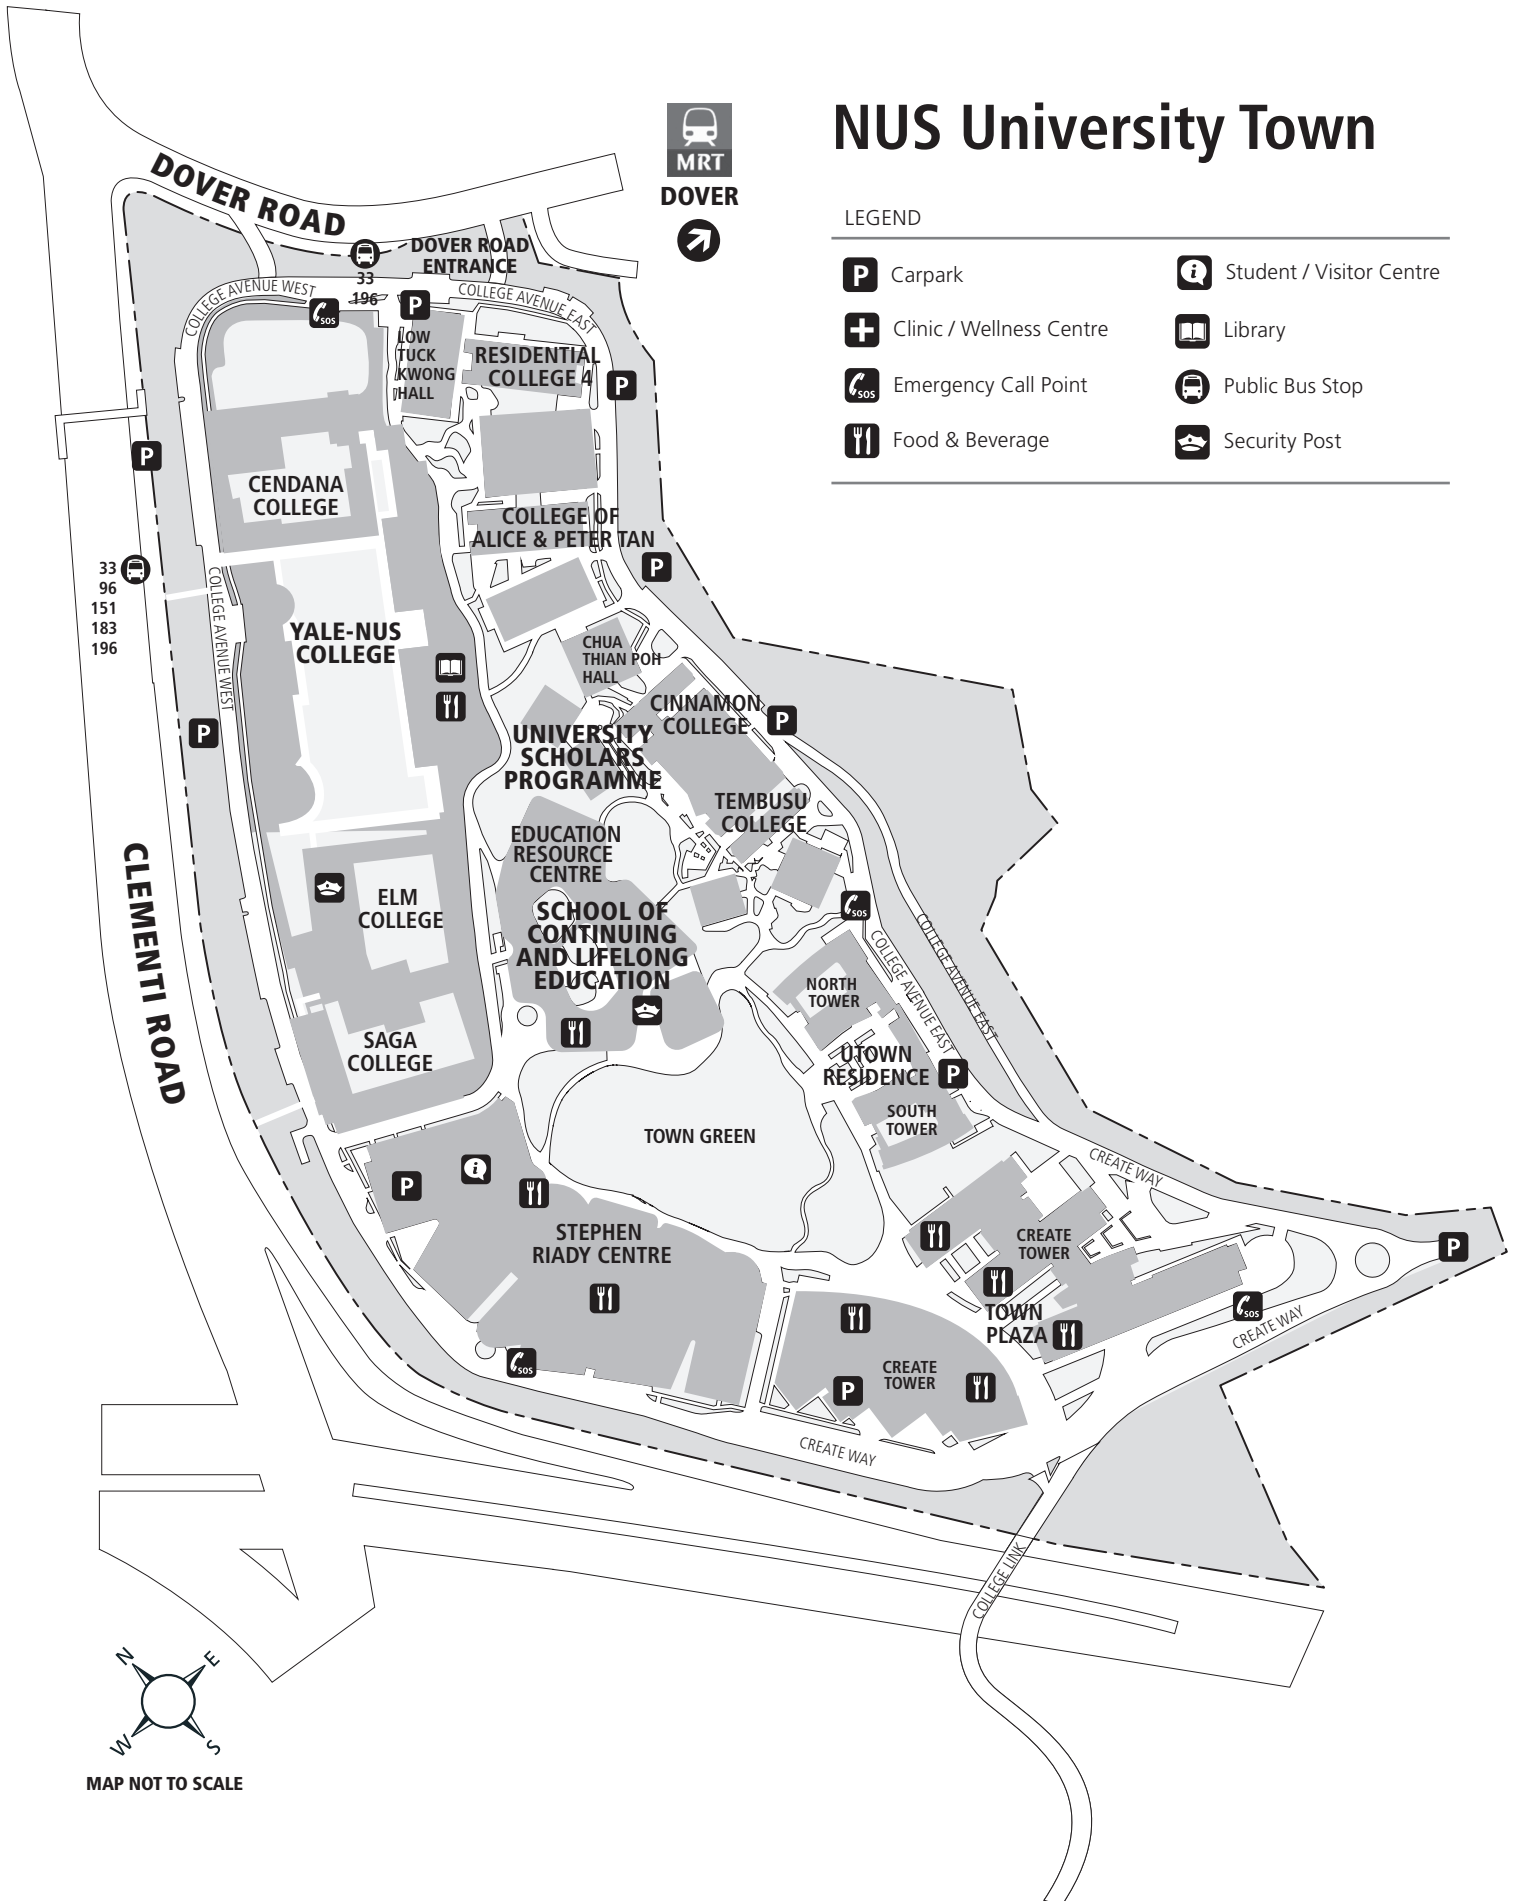 NUS University Town
MRT
DOVER
LEGEND
P Carpark
Clinic / Wellness Centre
SOS Emergency Call Point
Food & Beverage
i Student / Visitor Centre
Library
Public Bus Stop
Security Post
DOVER ROAD
DOVER ROAD
ENTRANCE
33
196
P
COLLEGE AVENUE WEST
SOS
COLLEGE AVENUE EAST
LOW
TUCK
KWONG
HALL
RESIDENTIAL
COLLEGE 4
P
P
CENDANA
COLLEGE
COLLEGE OF
ALICE & PETER TAN
P
33
96
151
183
196
COLLEGE AVENUE WEST
YALE-NUS
COLLEGE
CHUA
THIAN POH
HALL
CINNAMON
COLLEGE
P
P
UNIVERSITY
SCHOLARS
PROGRAMME
TEMBUSU
COLLEGE
EDUCATION
RESOURCE
CENTRE
CLEMENTI ROAD
ELM
COLLEGE
SCHOOL OF
CONTINUING
AND LIFELONG
EDUCATION
SOS
COLLEGE AVENUE EAST
COLLEGE AVENUE EAST
NORTH
TOWER
SAGA
COLLEGE
UTOWN
RESIDENCE
P
SOUTH
TOWER
TOWN GREEN
CREATE WAY
P
i
STEPHEN
RIADY CENTRE
CREATE
TOWER
P
TOWN
PLAZA
SOS
CREATE WAY
SOS
CREATE
TOWER
P
CREATE WAY
COLLEGE LINK
N
E
W
S
MAP NOT TO SCALE